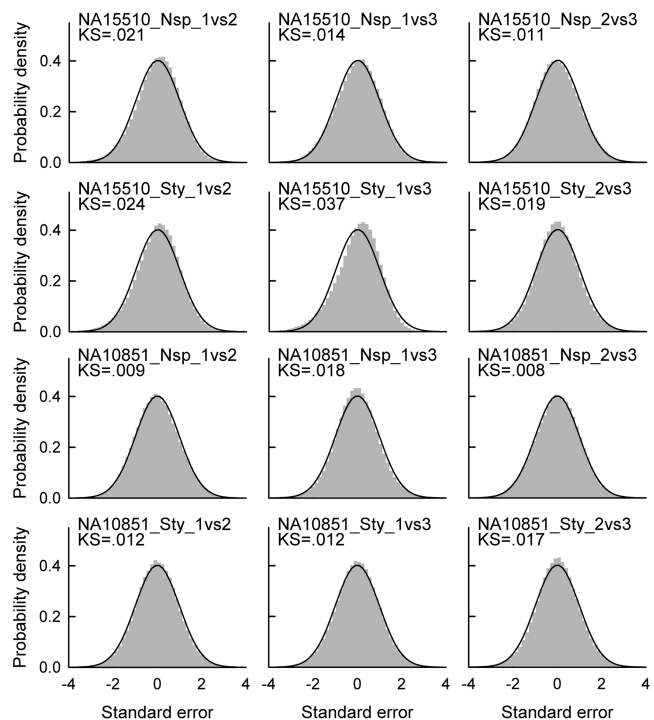 NA15510_Nsp_1vs2
KS=.021
NA15510_Nsp_1vs3
KS=.014
NA15510_Nsp_2vs3
KS=.011
Probability density
0.4
0.2
0.0
NA15510_Sty_1vs2
KS=.024
NA15510_Sty_1vs3
KS=.037
NA15510_Sty_2vs3
KS=.019
Probability density
0.4
0.2
0.0
NA10851_Nsp_1vs2
KS=.009
NA10851_Nsp_1vs3
KS=.018
NA10851_Nsp_2vs3
KS=.008
Probability density
0.4
0.2
0.0
NA10851_Sty_1vs2
KS=.012
NA10851_Sty_1vs3
KS=.012
NA10851_Sty_2vs3
KS=.017
Probability density
0.4
0.2
0.0
-4 -2 0 2 4
-4 -2 0 2 4
-4 -2 0 2 4
Standard error
Standard error
Standard error